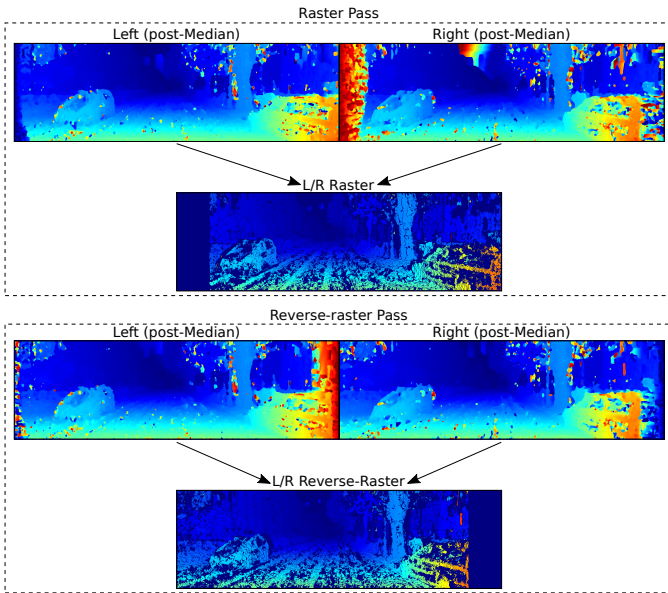 Raster Pass
Left (post-Median)
Right (post-Median)
L/R Raster
Reverse-raster Pass
Left (post-Median)
Right (post-Median)
L/R Reverse-Raster